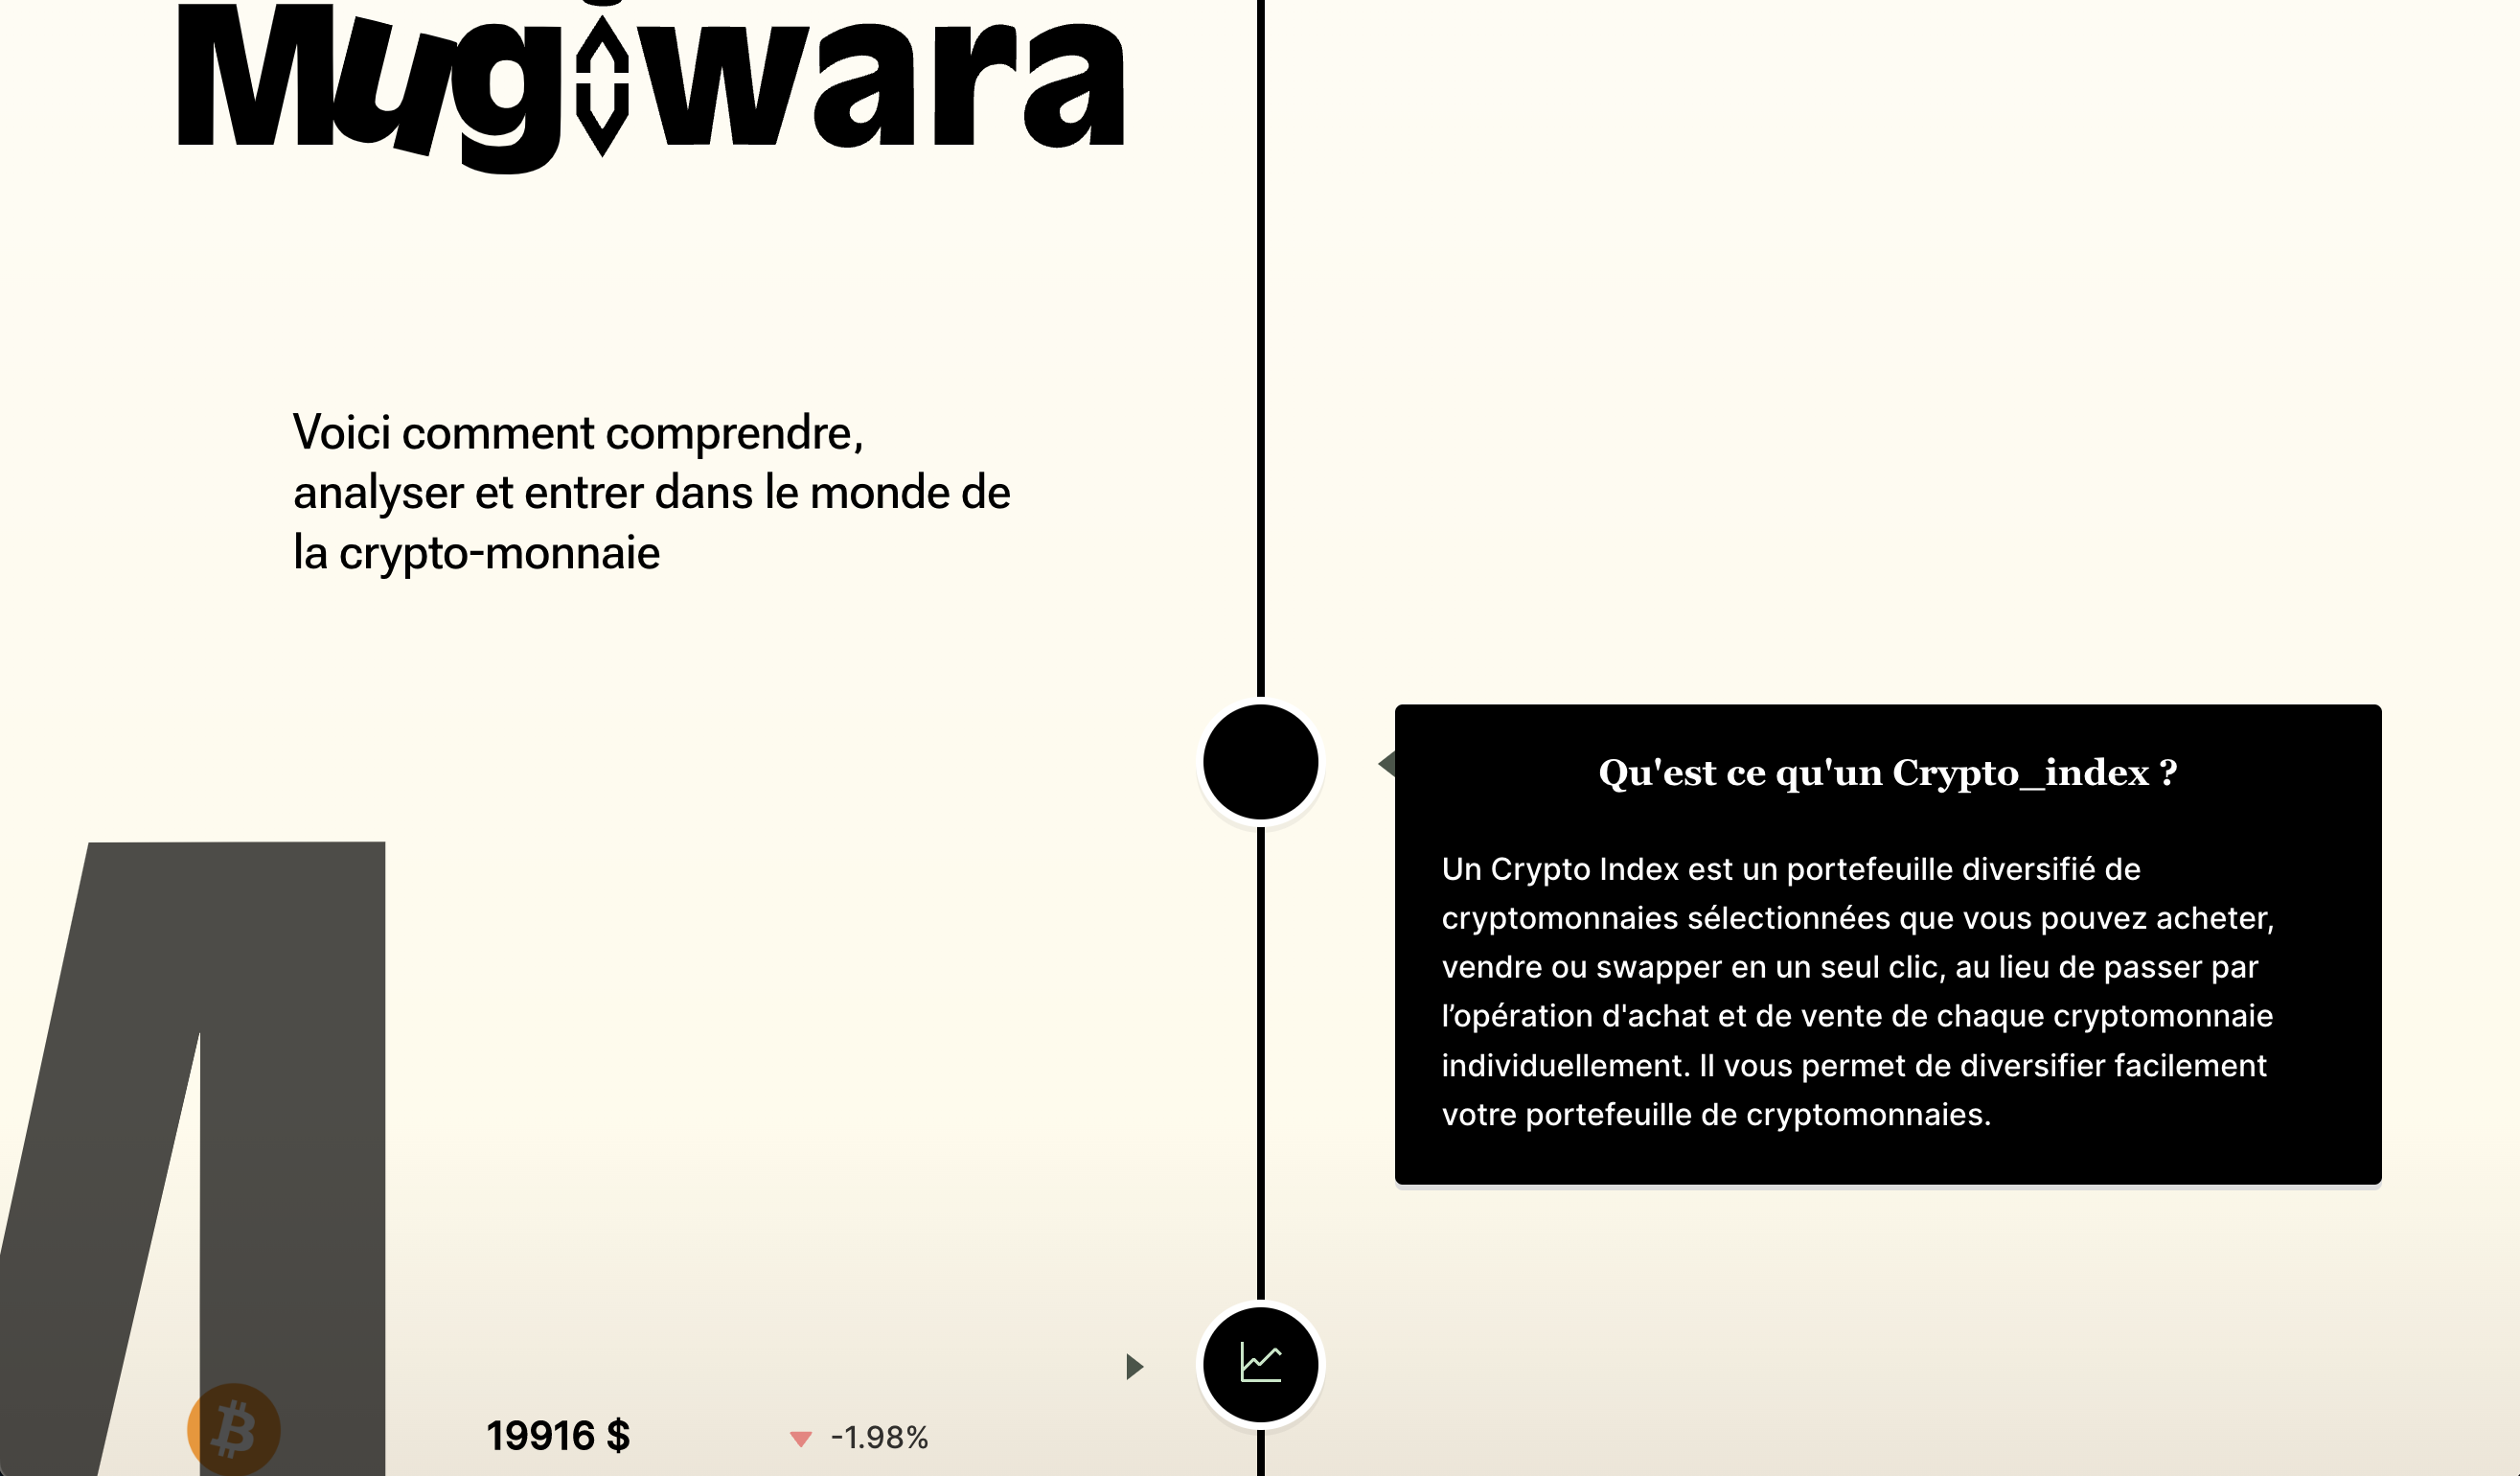 Mugiwara
Voici comment comprendre,
analyser et entrer dans le monde de
la crypto-monnaie
Qu'est ce qu'un Crypto_index ?
Un Crypto Index est un portefeuille diversifié de
cryptomonnaies sélectionnées que vous pouvez acheter,
vendre ou swapper en un seul clic, au lieu de passer par
l’opération d'achat et de vente de chaque cryptomonnaie
individuellement. Il vous permet de diversifier facilement
votre portefeuille de cryptomonnaies.
19916 $ -1.98%